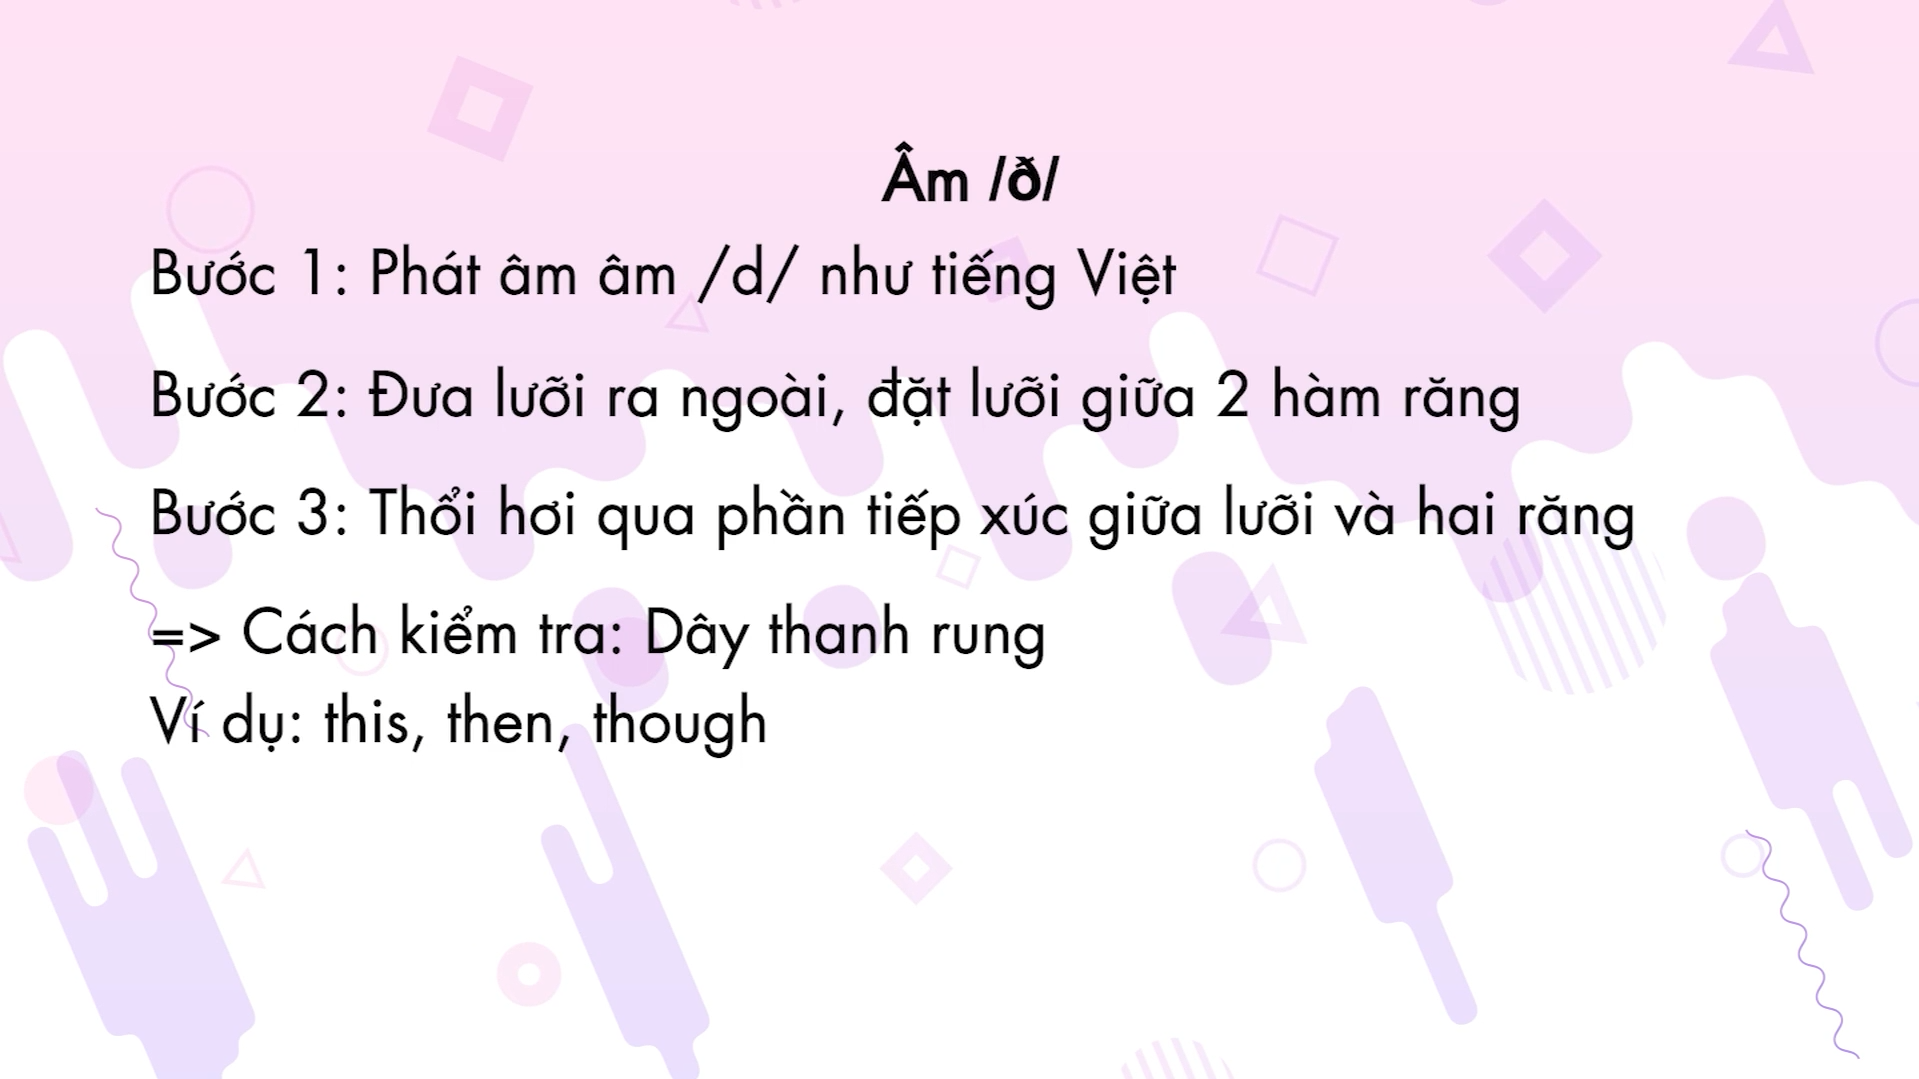 Âm /ð/
Bước 1: Phát âm âm /d/ như tiếng Việt
Bước 2: Đưa lưỡi ra ngoài, đặt lưỡi giữa 2 hàm răng
Bước 3: Thổi hơi qua phần tiếp xúc giữa lưỡi và hai răng
=> Cách kiểm tra: Dây thanh rung
Ví dụ: this, then, though